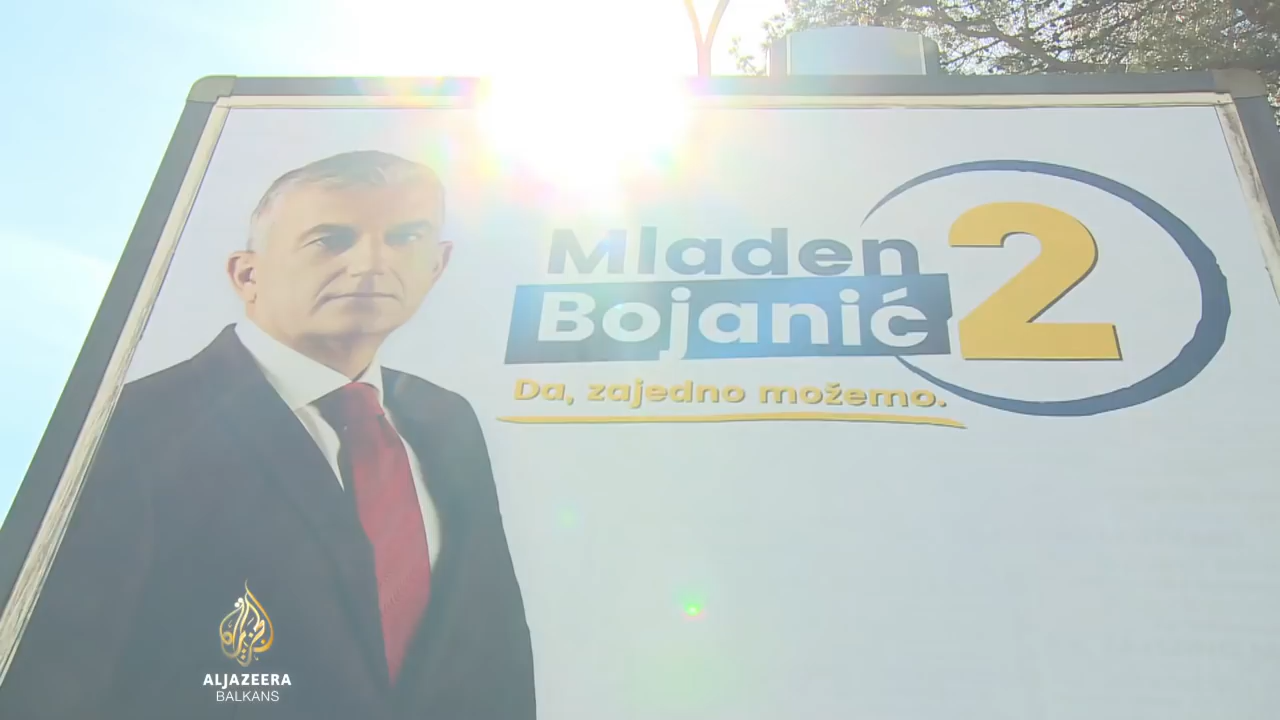 Mladen
Bojanić
2
Da, zajedno možemo.
ALJAZEERA
BALKANS